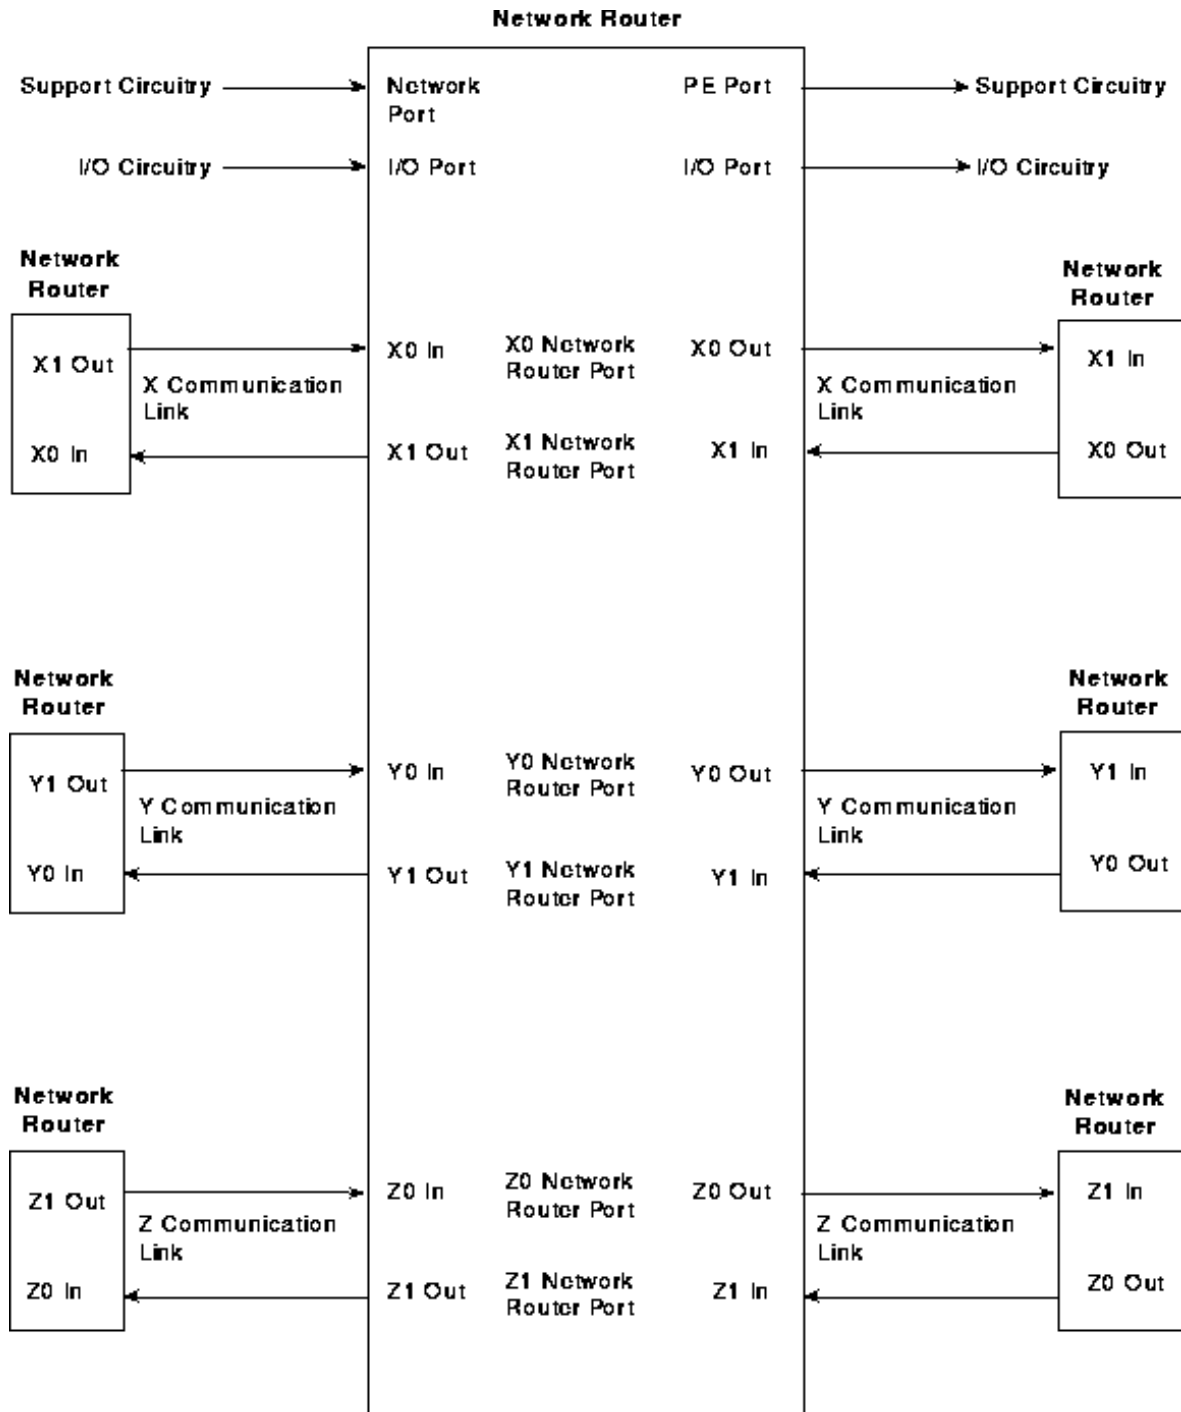 Network Router
Support Circuitry
Network
Port
PE Port
Support Circuitry
I/O Circuitry
I/O Port
I/O Port
I/O Circuitry
Network
Router
Network
Router
X1 Out
X Communication
Link
X0 In
X0 In
X0 Network
Router Port
X0 Out
X1 Out
X1 Network
Router Port
X1 In
X Communication
Link
X1 In
X0 Out
Network
Router
Network
Router
Y1 Out
Y Communication
Link
Y0 In
Y0 In
Y0 Network
Router Port
Y0 Out
Y1 Out
Y1 Network
Router Port
Y1 In
Y Communication
Link
Y1 In
Y0 Out
Network
Router
Network
Router
Z1 Out
Z Communication
Link
Z0 In
Z0 In
Z0 Network
Router Port
Z0 Out
Z1 Out
Z1 Network
Router Port
Z1 In
Z Communication
Link
Z1 In
Z0 Out